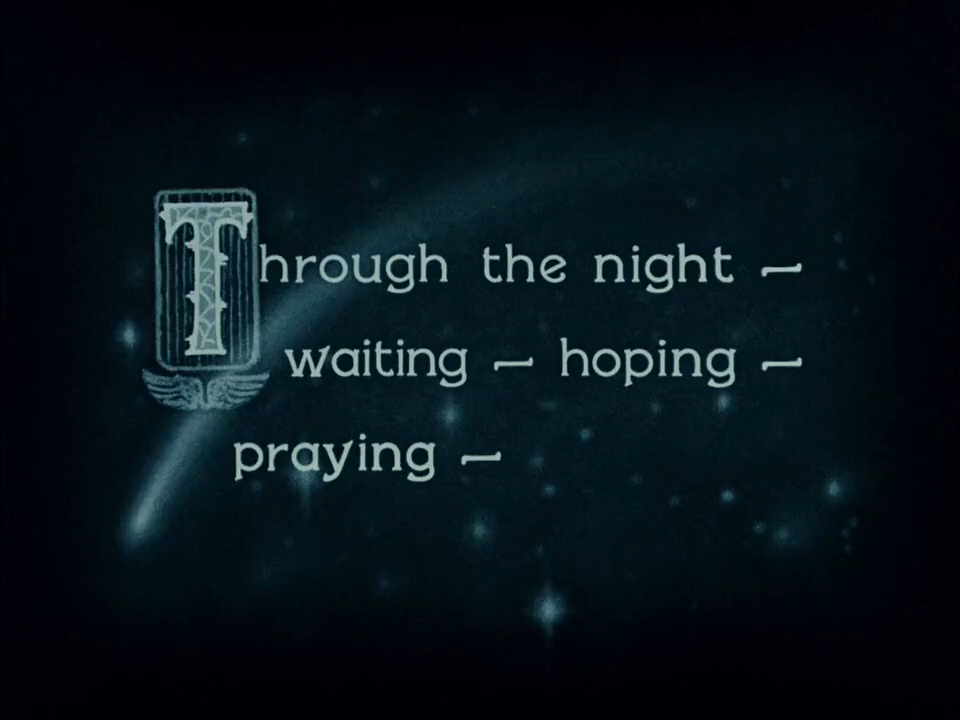 Through the night —
waiting — hoping —
praying —